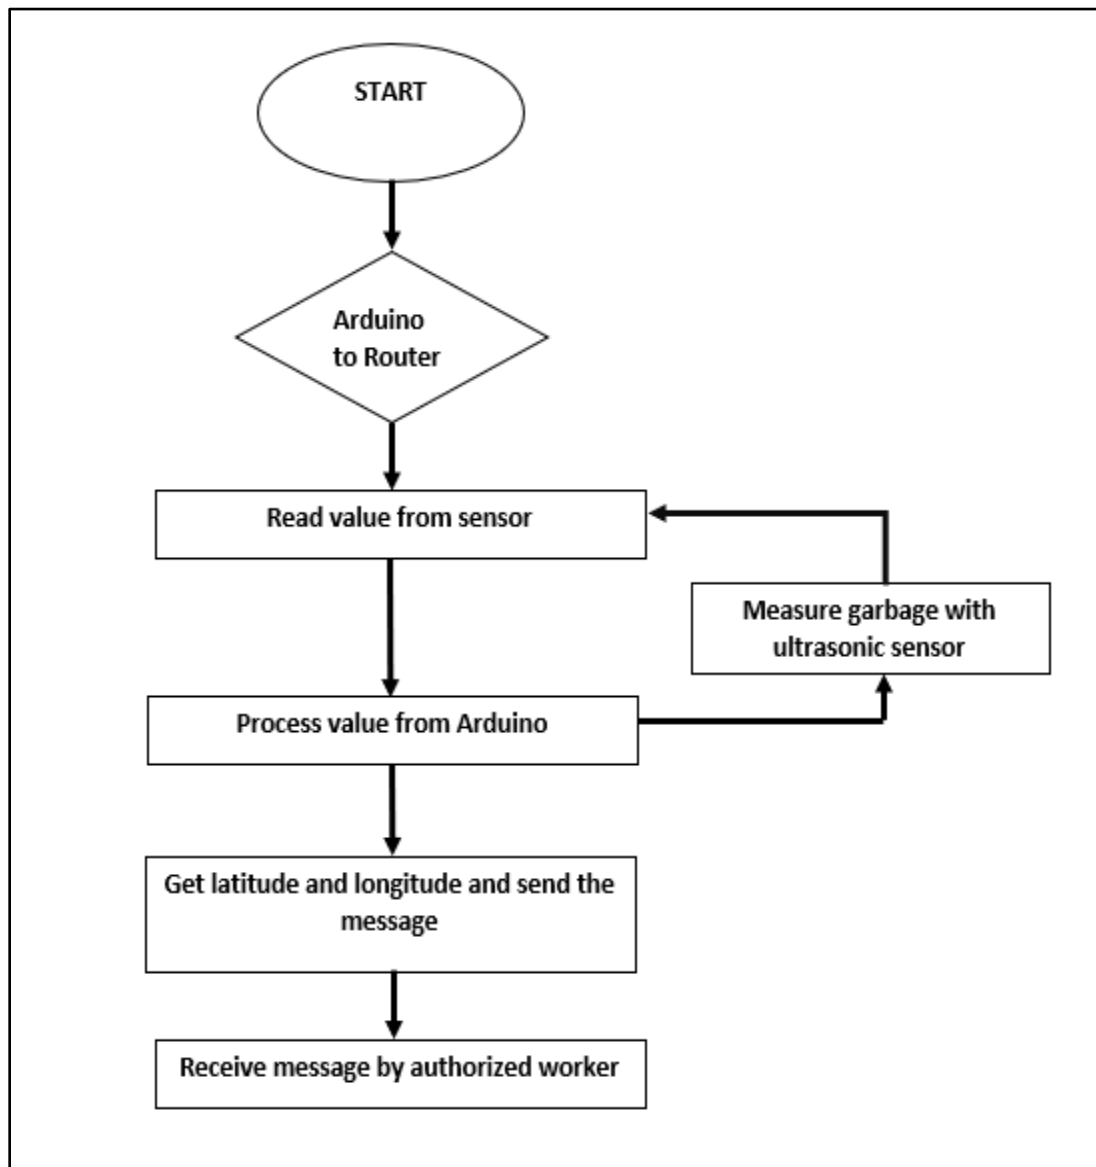 START
Arduino
to Router
Read value from sensor
Measure garbage with
ultrasonic sensor
Process value from Arduino
Get latitude and longitude and send the
message
Receive message by authorized worker